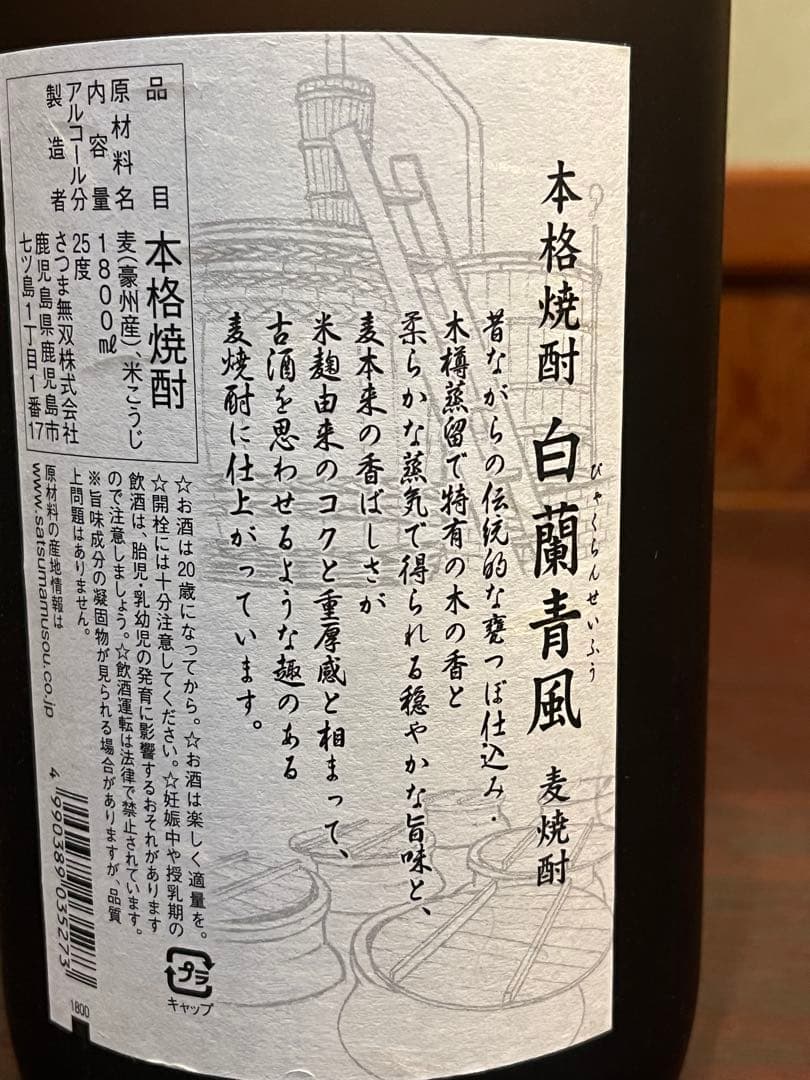 本格焼酎 白蘭青風 麦焼酎
びゃくらんせいふう
昔ながらの伝統的な甕つぼ仕込み・
木樽蒸留で特有の木の香と
柔らかな蒸気で得られる穏やかな旨味と、
麦本来の香ばしさが
米麹由来のコクと重厚感と相まって、
古酒を思わせるような趣のある
麦焼酎に仕上がっています。
品目 本格焼酎
原材料名 麦(豪州産)、米こうじ
内容量 1800㎖
アルコール分 25度
製造者 さつま無双株式会社
鹿児島県鹿児島市
七ツ島1丁目1番17
☆お酒は20歳になってから。☆お酒は楽しく適量を。
☆開栓には十分注意してください。☆妊娠中や授乳期の
飲酒は、胎児・乳幼児の発育に影響するおそれがあります
ので注意しましょう。☆飲酒運転は法律で禁止されています。
※旨味成分の凝固物が見られる場合がありますが、品質
上問題はありません。
原材料の産地情報は
www.satsumamusou.co.jp
4 990389 035273
プラ
キャップ
1800